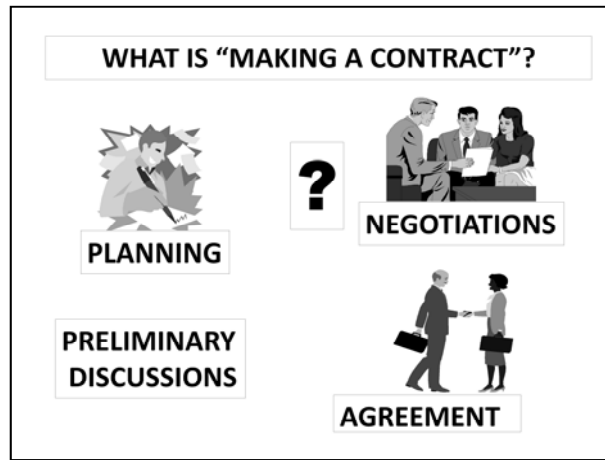 WHAT IS “MAKING A CONTRACT”?
?
NEGOTIATIONS
PLANNING
PRELIMINARY
DISCUSSIONS
AGREEMENT